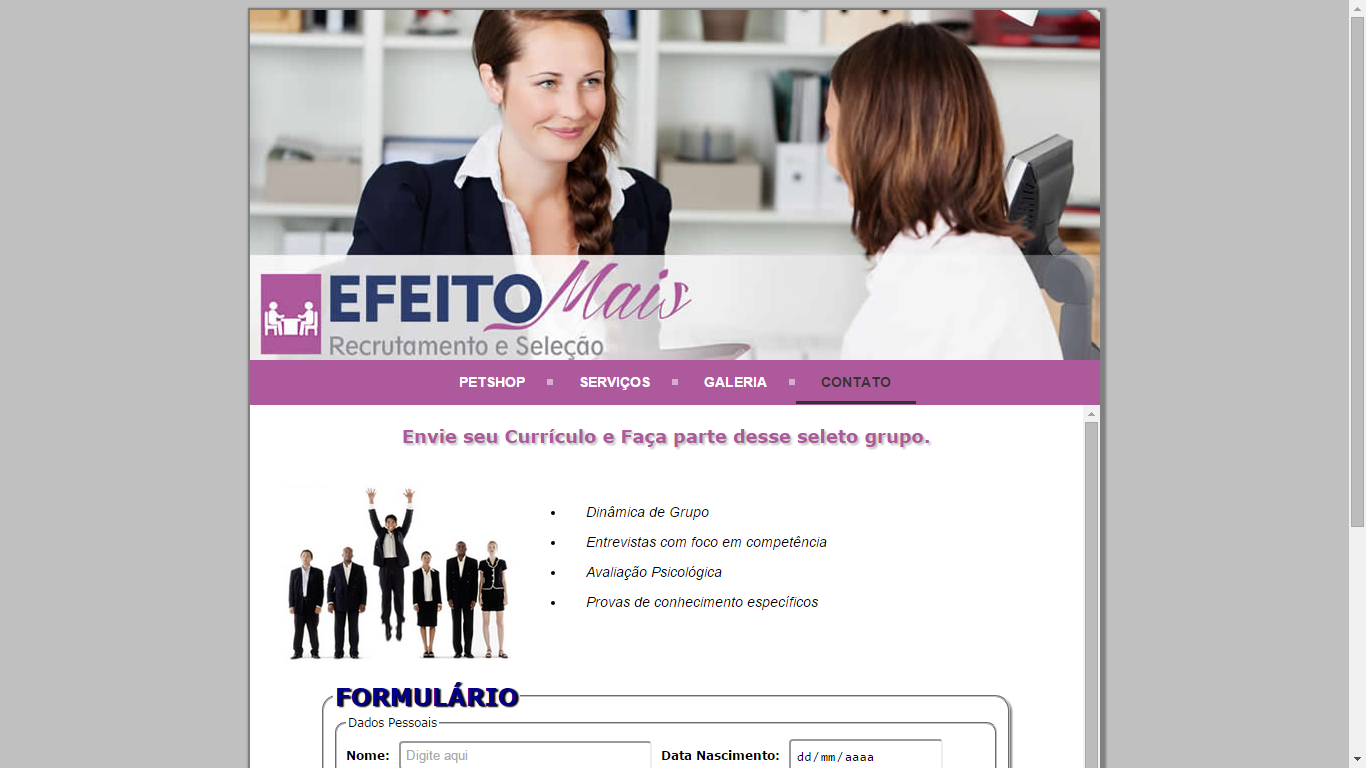 EFEITO Mais
Recrutamento e Seleção
PETSHOP SERVIÇOS GALERIA CONTATO
Envie seu Currículo e Faça parte desse seleto grupo.
• Dinâmica de Grupo
• Entrevistas com foco em competência
• Avaliação Psicológica
• Provas de conhecimento específicos
FORMULÁRIO
Dados Pessoais
Nome: Digite aqui Data Nascimento: dd/mm/aaaa